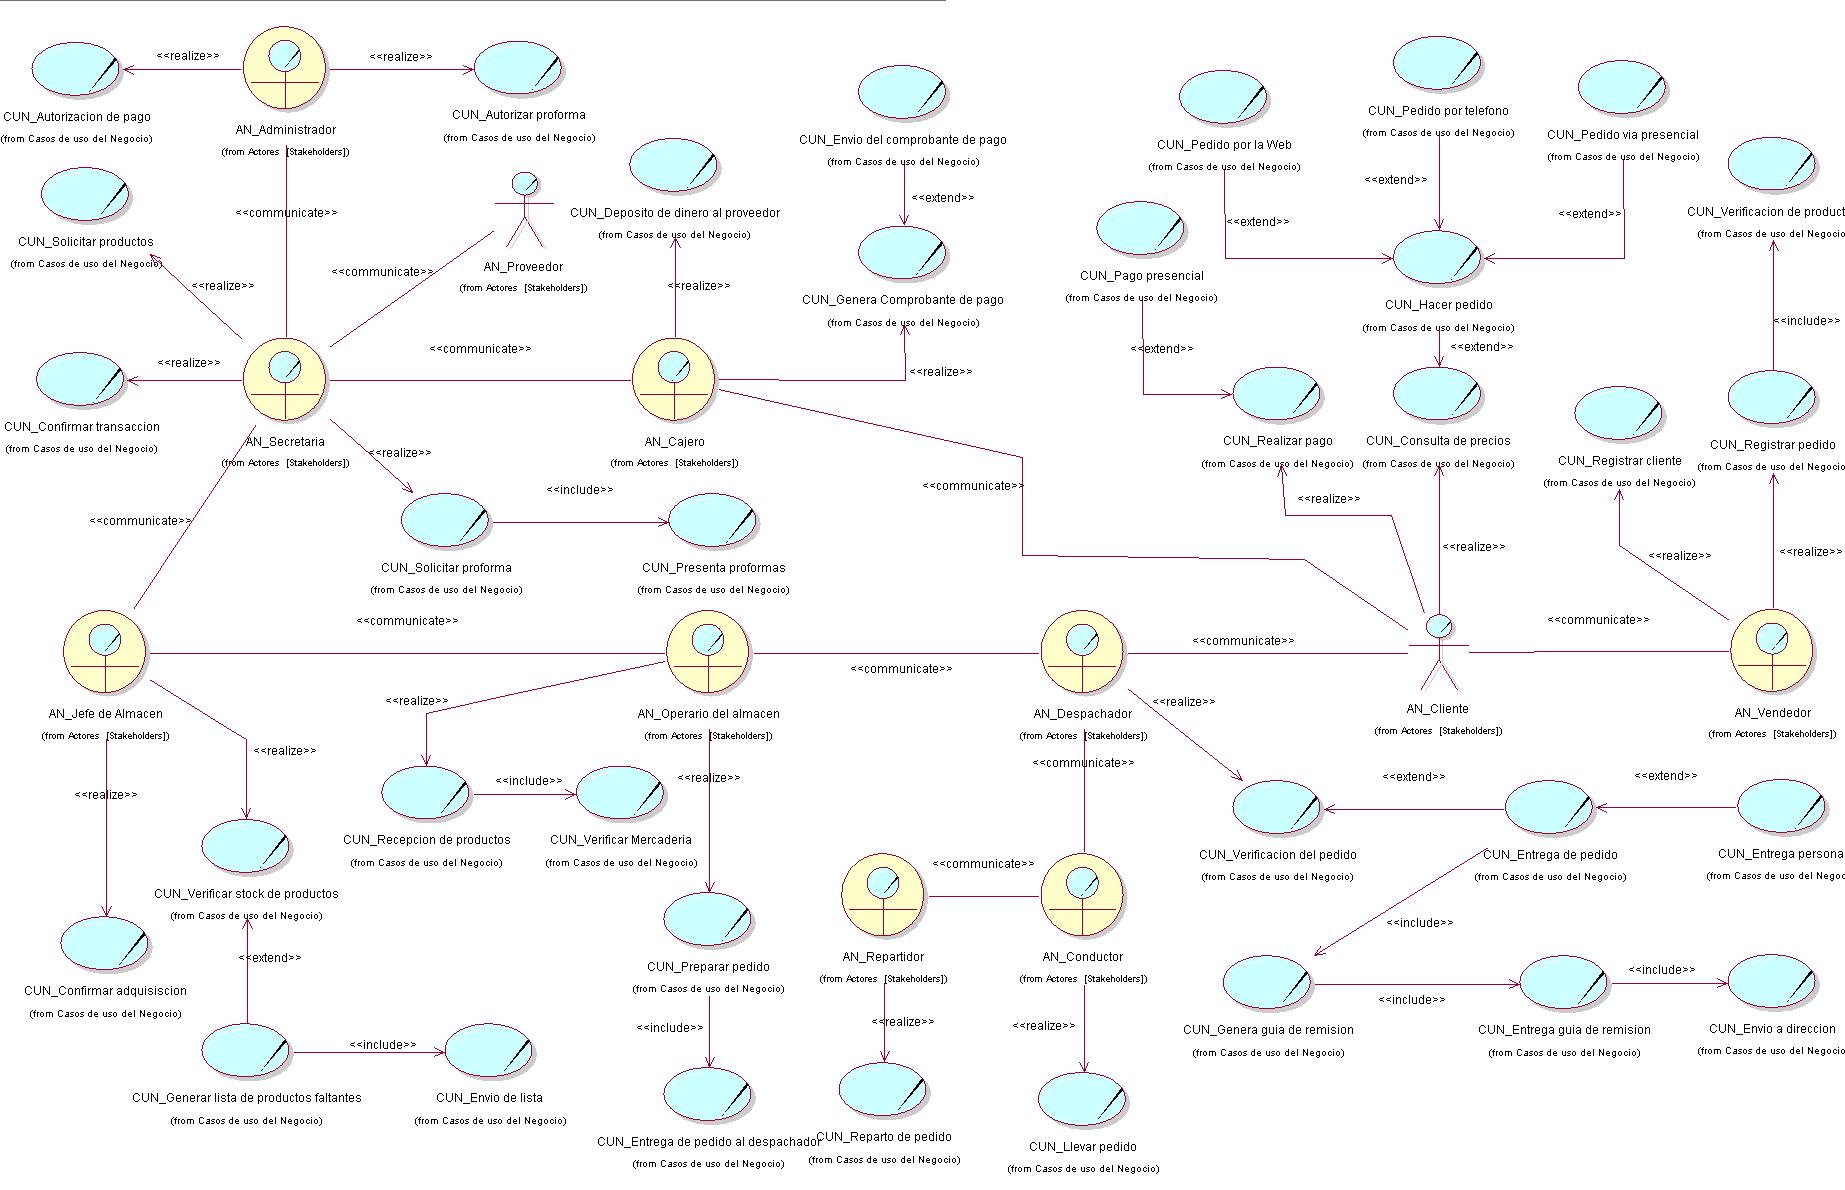 <<realize>>
<<realize>>
CUN_Autorizacion de pago
(from Casos de uso del Negocio)
AN_Administrador
(from Actores [Stakeholders])
CUN_Autorizar proforma
(from Casos de uso del Negocio)
CUN_Envio del comprobante de pago
(from Casos de uso del Negocio)
CUN_Pedido por la Web
(from Casos de uso del Negocio)
CUN_Pedido por telefono
(from Casos de uso del Negocio)
CUN_Pedido via presencial
(from Casos de uso del Negocio)
<<extend>>
<<extend>>
<<extend>>
<<extend>>
CUN_Solicitar productos
(from Casos de uso del Negocio)
<<communicate>>
<<communicate>>
AN_Proveedor
(from Actores [Stakeholders])
CUN_Deposito de dinero al proveedor
(from Casos de uso del Negocio)
CUN_Verificacion de product
(from Casos de uso del Negocio
<<realize>>
<<realize>>
CUN_Genera Comprobante de pago
(from Casos de uso del Negocio)
CUN_Pago presencial
(from Casos de uso del Negocio)
CUN_Hacer pedido
(from Casos de uso del Negocio)
<<include>>
<<communicate>>
<<extend>>
<<extend>>
<<realize>>
<<realize>>
CUN_Confirmar transaccion
(from Casos de uso del Negocio)
AN_Secretaria
(from Actores [Stakeholders])
<<realize>>
AN_Cajero
(from Actores [Stakeholders])
CUN_Realizar pago
(from Casos de uso del Negocio)
CUN_Consulta de precios
(from Casos de uso del Negocio)
CUN_Registrar cliente
(from Casos de uso del Negocio)
CUN_Registrar pedido
(from Casos de uso del Negocio
<<include>>
<<communicate>>
<<realize>>
<<communicate>>
<<realize>>
<<realize>>
<<realize>>
CUN_Solicitar proforma
(from Casos de uso del Negocio)
CUN_Presenta proformas
(from Casos de uso del Negocio)
<<communicate>>
<<communicate>>
<<communicate>>
<<communicate>>
AN_Jefe de Almacen
(from Actores [Stakeholders])
<<realize>>
AN_Operario del almacen
(from Actores [Stakeholders])
AN_Despachador
(from Actores [Stakeholders])
<<realize>>
AN_Cliente
(from Actores [Stakeholders])
AN_Vendedor
(from Actores [Stakeholders])
<<realize>>
<<realize>>
<<include>>
<<realize>>
<<communicate>>
<<extend>>
<<extend>>
CUN_Recepcion de productos
(from Casos de uso del Negocio)
CUN_Verificar Mercaderia
(from Casos de uso del Negocio)
CUN_Verificacion del pedido
(from Casos de uso del Negocio)
CUN_Entrega de pedido
(from Casos de uso del Negocio)
CUN_Entrega persona
(from Casos de uso del Negoc
<<communicate>>
CUN_Verificar stock de productos
(from Casos de uso del Negocio)
<<include>>
<<extend>>
CUN_Confirmar adquisiscion
(from Casos de uso del Negocio)
CUN_Preparar pedido
(from Casos de uso del Negocio)
AN_Repartidor
(from Actores [Stakeholders])
AN_Conductor
(from Actores [Stakeholders])
<<include>>
<<include>>
<<include>>
<<realize>>
<<realize>>
CUN_Genera guia de remision
(from Casos de uso del Negocio)
CUN_Entrega guia de remision
(from Casos de uso del Negocio)
CUN_Envio a direccion
(from Casos de uso del Negocio
<<include>>
CUN_Generar lista de productos faltantes
(from Casos de uso del Negocio)
CUN_Envio de lista
(from Casos de uso del Negocio)
CUN_Entrega de pedido al despachador
(from Casos de uso del Negocio)
CUN_Reparto de pedido
(from Casos de uso del Negocio)
CUN_Llevar pedido
(from Casos de uso del Negocio)